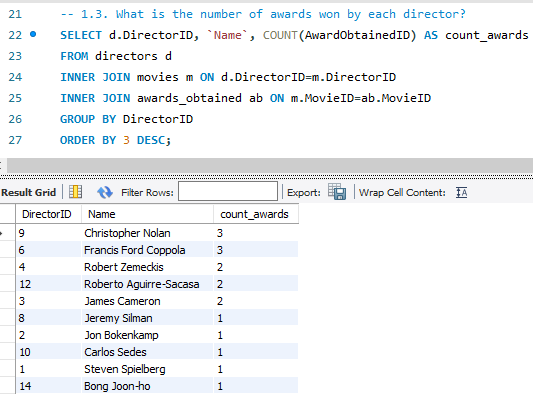 21 -- 1.3. What is the number of awards won by each director?
22 SELECT d.DirectorID, `Name`, COUNT(AwardObtainedID) AS count_awards
23 FROM directors d
24 INNER JOIN movies m ON d.DirectorID=m.DirectorID
25 INNER JOIN awards_obtained ab ON m.MovieID=ab.MovieID
26 GROUP BY DirectorID
27 ORDER BY 3 DESC;
Result Grid Filter Rows: Export: Wrap Cell Content:
DirectorID Name count_awards
9 Christopher Nolan 3
6 Francis Ford Coppola 3
4 Robert Zemeckis 2
12 Roberto Aguirre-Sacasa 2
3 James Cameron 2
8 Jeremy Silman 1
2 Jon Bokenkamp 1
10 Carlos Sedes 1
1 Steven Spielberg 1
14 Bong Joon-ho 1